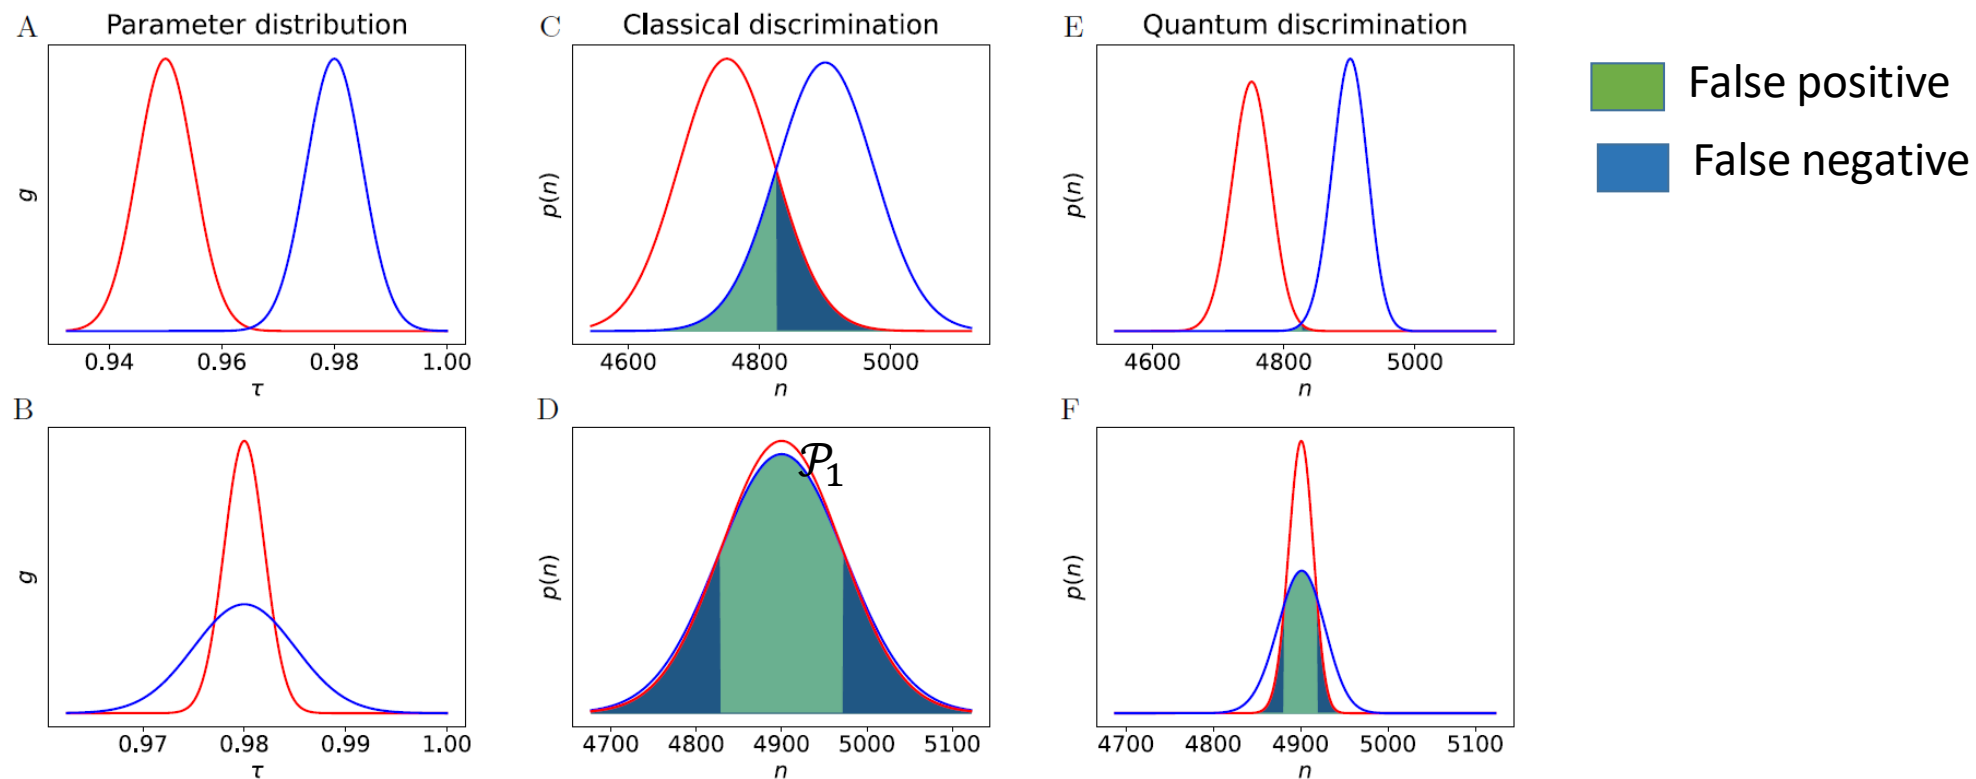 A Parameter distribution
g
0.94 0.96 0.98 1.00
τ
C Classical discrimination
p(n)
4600 4800 5000
n
E Quantum discrimination
p(n)
4600 4800 5000
n
False positive
False negative
B
g
0.97 0.98 0.99 1.00
τ
D
𝒫1
p(n)
4700 4800 4900 5000 5100
n
F
p(n)
4700 4800 4900 5000 5100
n